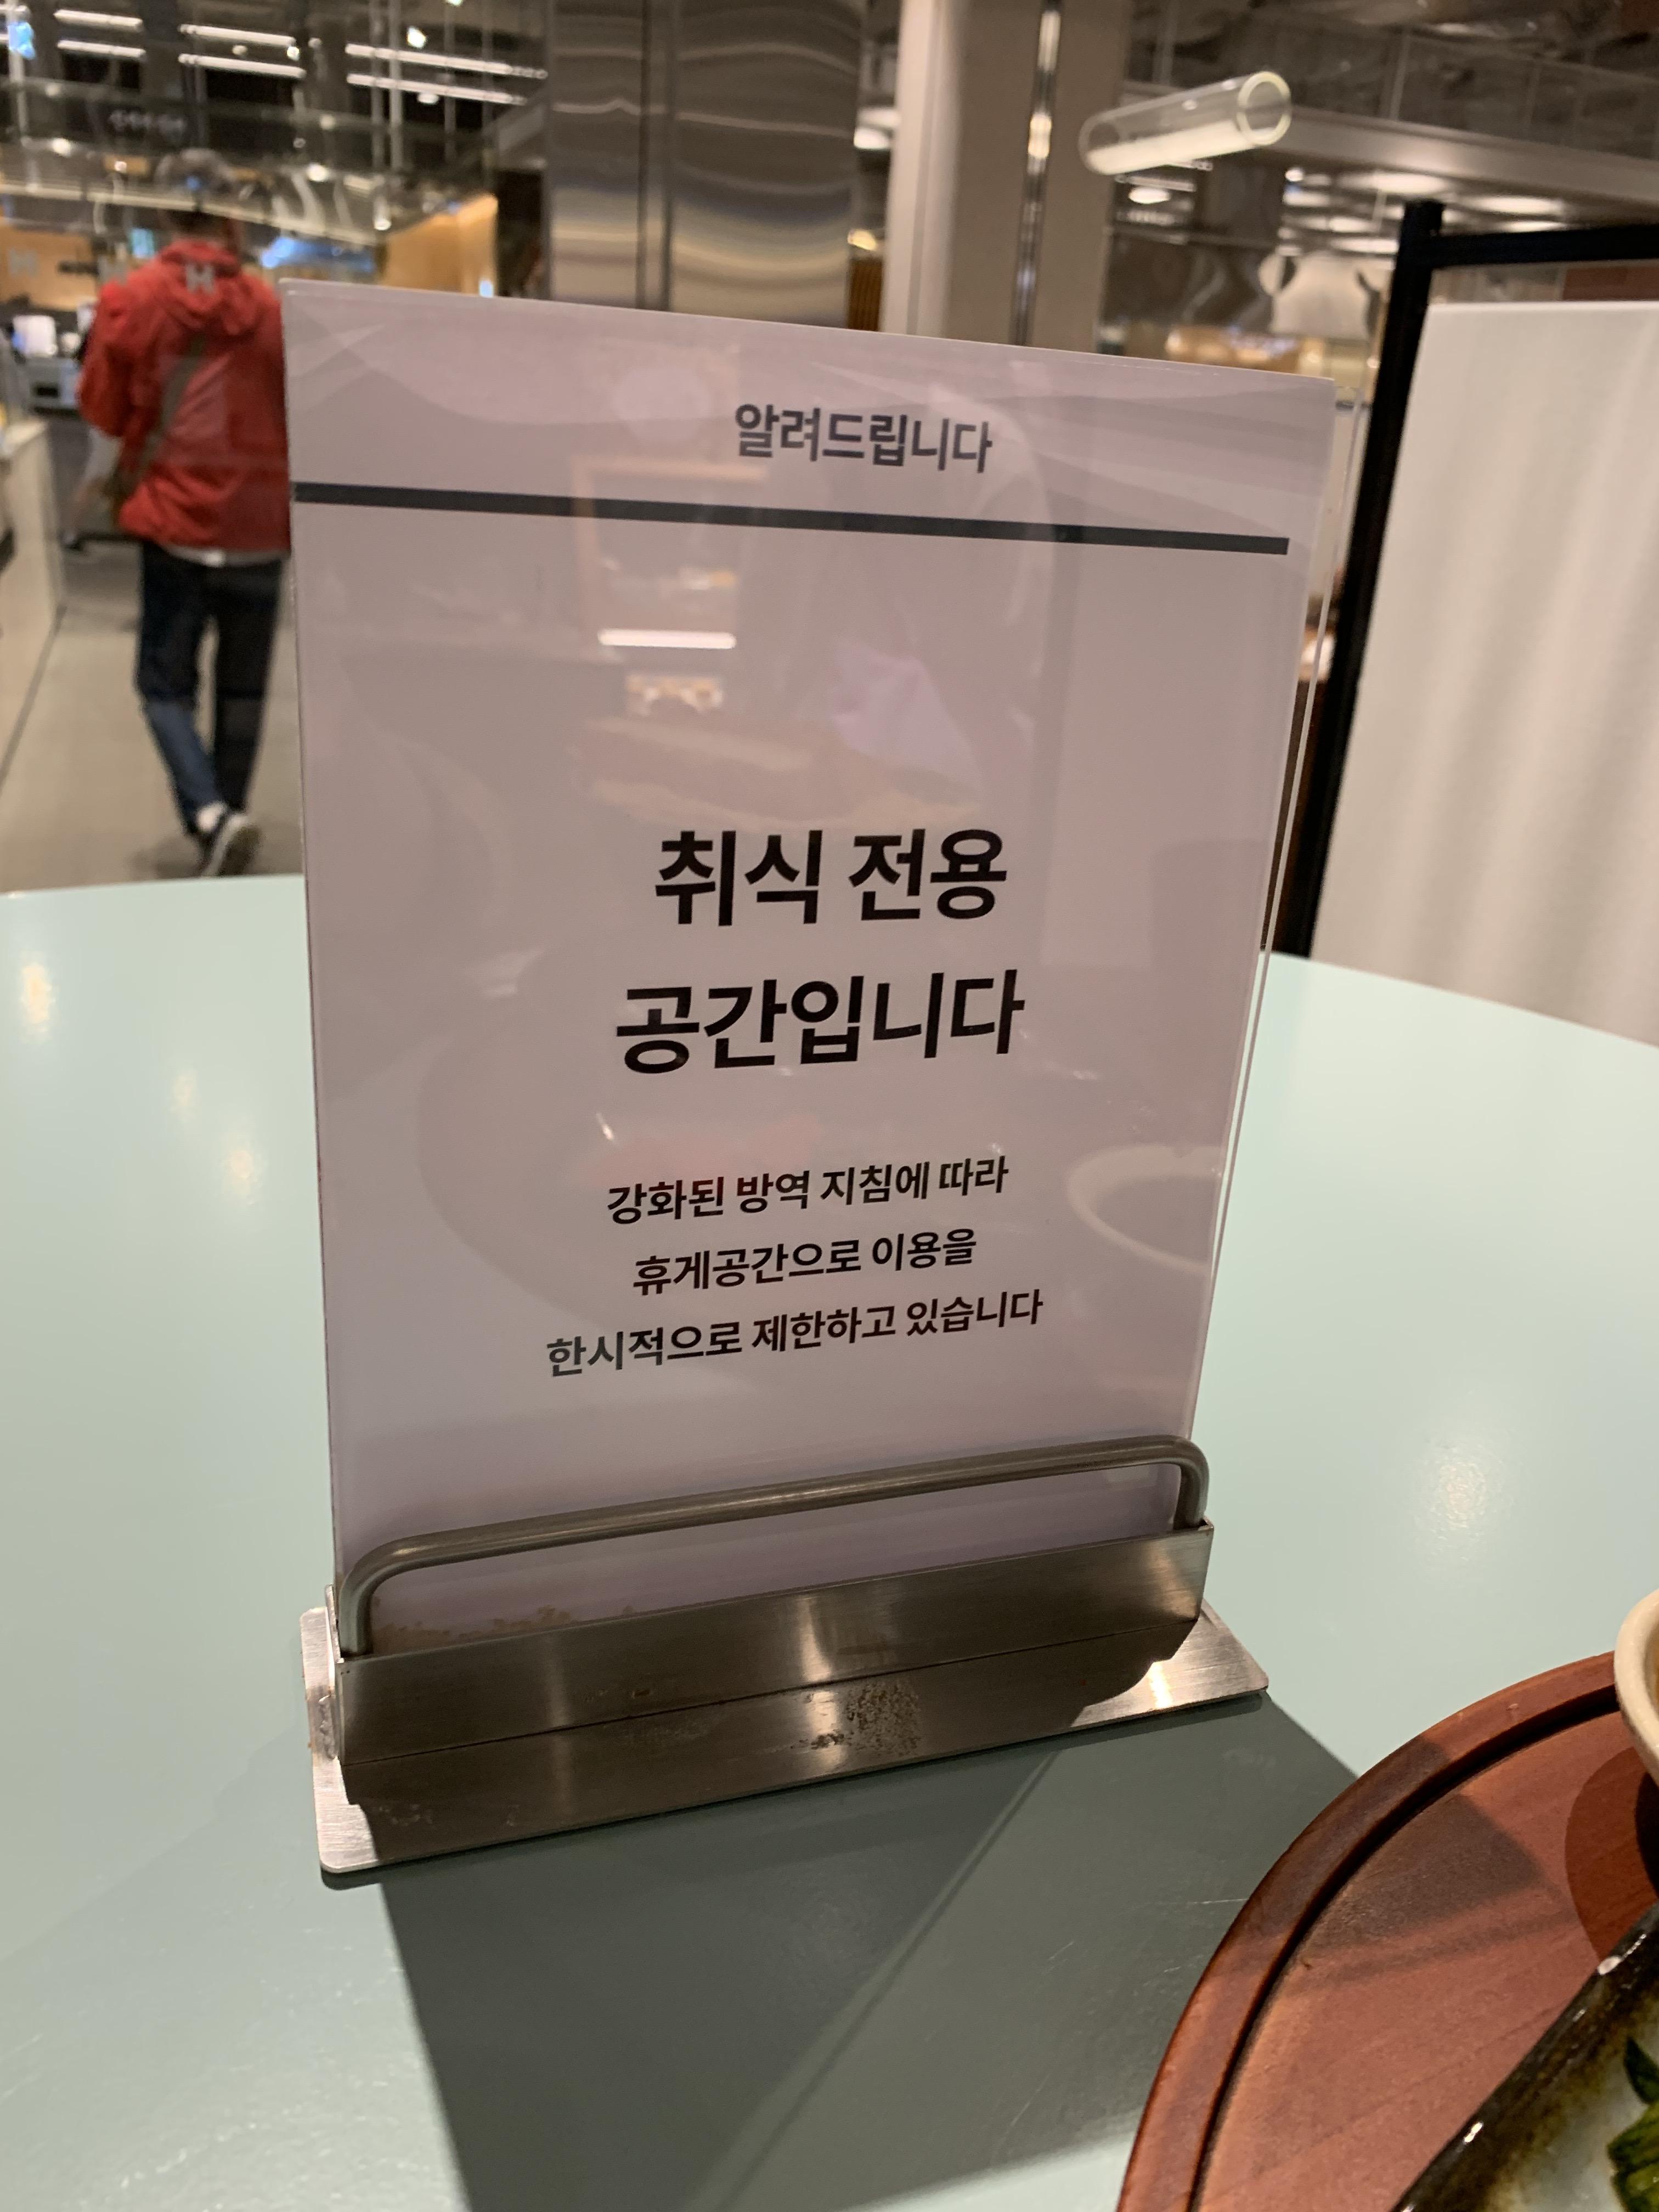 알려드립니다
취식 전용
공간입니다
강화된 방역 지침에 따라
휴게공간으로 이용을
한시적으로 제한하고 있습니다